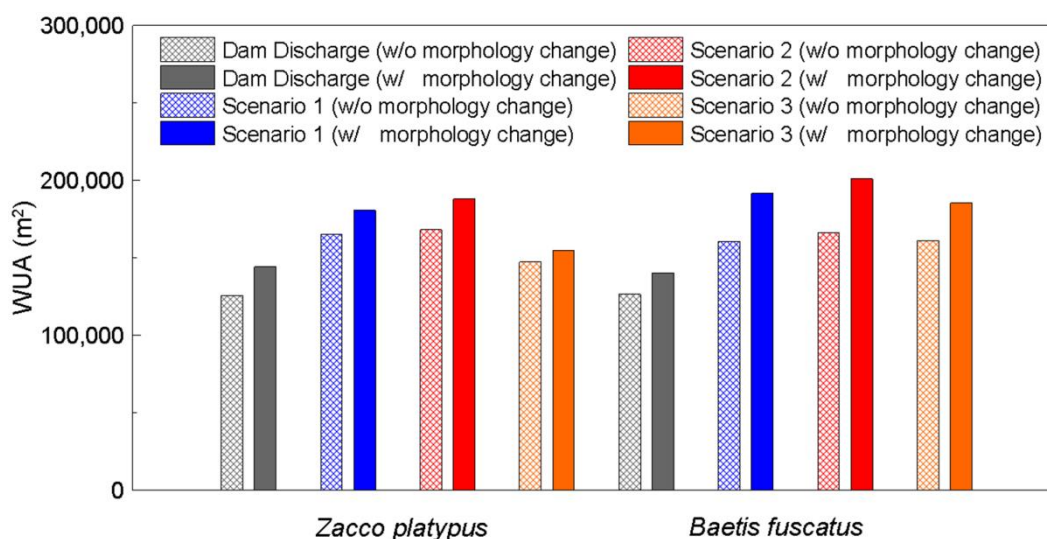 300,000
200,000
100,000
0
WUA (m²)
Dam Discharge (w/o morphology change)
Dam Discharge (w/ morphology change)
Scenario 1 (w/o morphology change)
Scenario 1 (w/ morphology change)
Scenario 2 (w/o morphology change)
Scenario 2 (w/ morphology change)
Scenario 3 (w/o morphology change)
Scenario 3 (w/ morphology change)
Zacco platypus
Baetis fuscatus